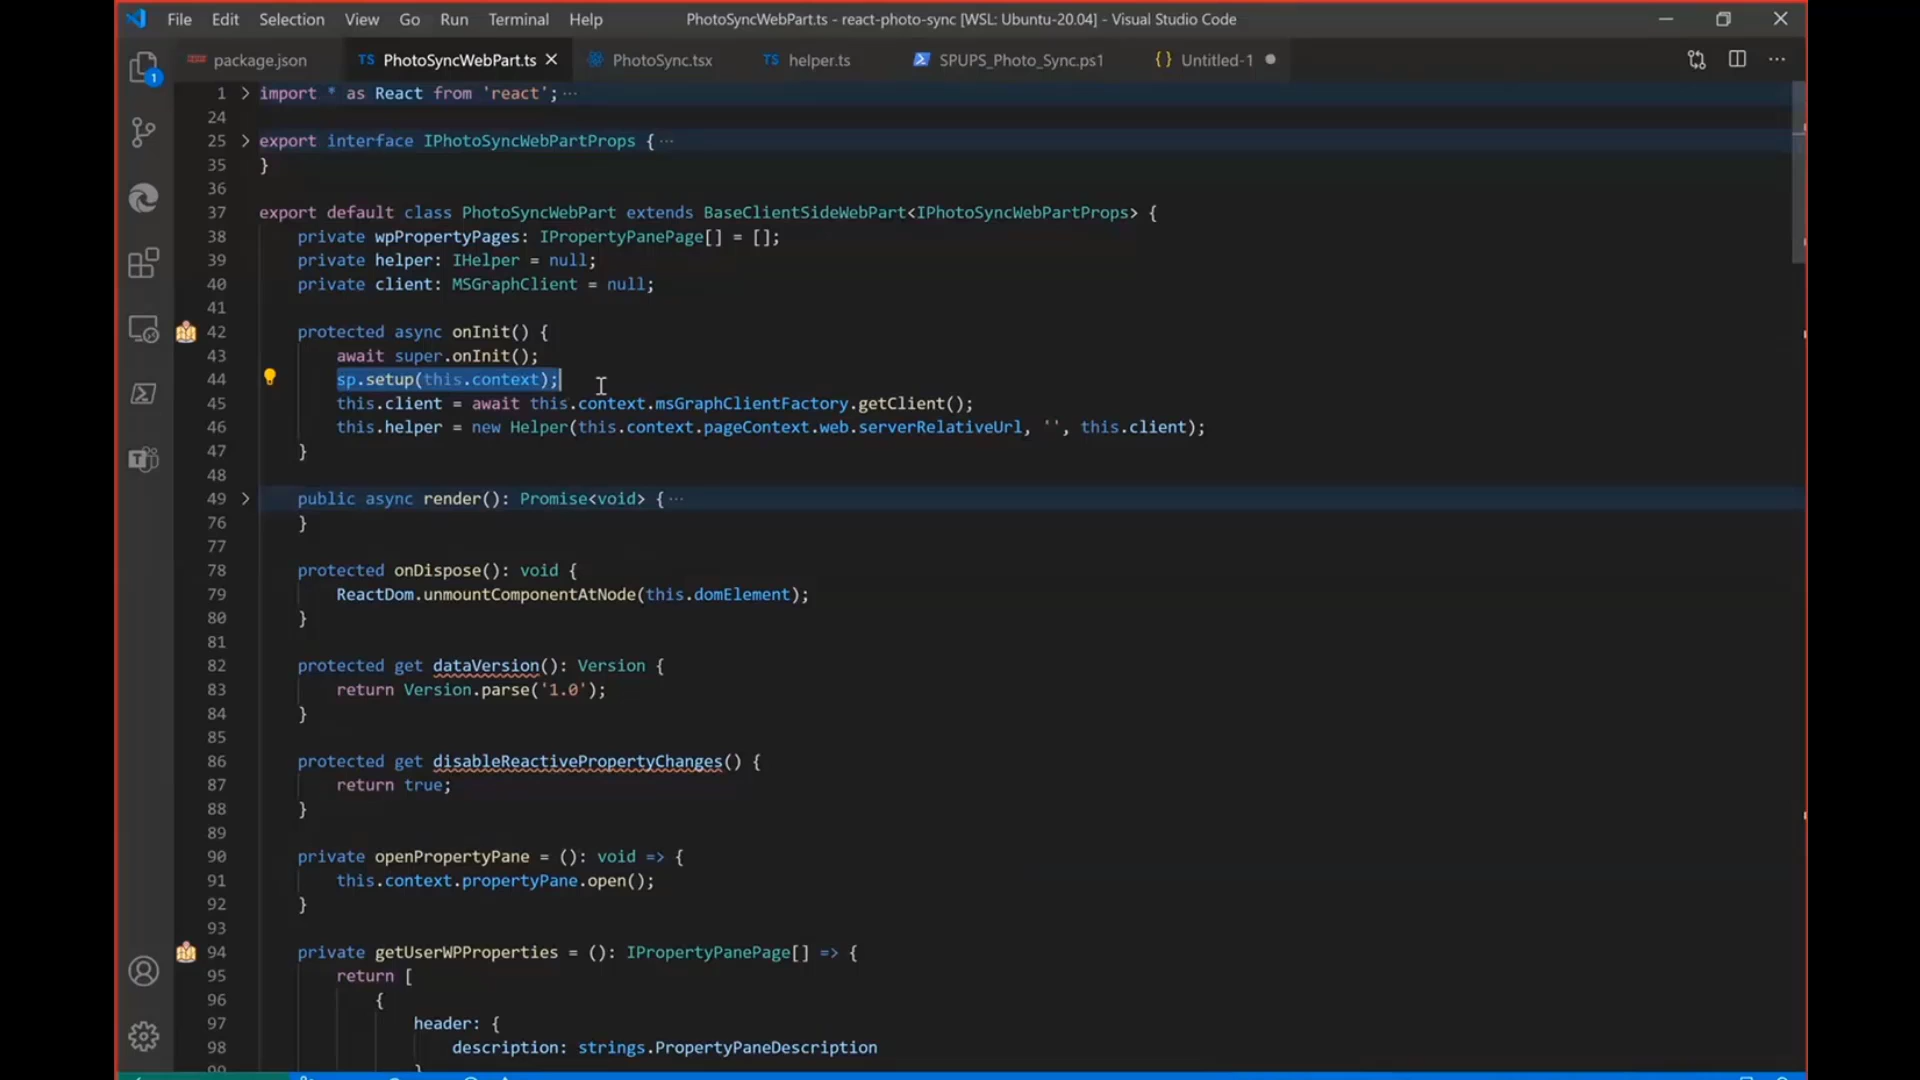 File Edit Selection View Go Run Terminal Help PhotoSyncWebPart.ts - react-photo-sync [WSL: Ubuntu-20.04] - Visual Studio Code
package.json TS PhotoSyncWebPart.ts PhotoSync.tsx TS helper.ts SPUPS_Photo_Sync.ps1 {} Untitled-1
1
1 import * as React from 'react'; ...
24
25 export interface IPhotoSyncWebPartProps { ...
35 }
36
37 export default class PhotoSyncWebPart extends BaseClientSideWebPart<IPhotoSyncWebPartProps> {
38 private wpPropertyPages: IPropertyPanePage[] = [];
39 private helper: IHelper = null;
40 private client: MSGraphClient = null;
41
42 protected async onInit() {
43 await super.onInit();
44 sp.setup(this.context);
45 this.client = await this.context.msGraphClientFactory.getClient();
46 this.helper = new Helper(this.context.pageContext.web.serverRelativeUrl, '', this.client);
47 }
48
49 public async render(): Promise<void> { ...
76 }
77
78 protected onDispose(): void {
79 ReactDom.unmountComponentAtNode(this.domElement);
80 }
81
82 protected get dataVersion(): Version {
83 return Version.parse('1.0');
84 }
85
86 protected get disableReactivePropertyChanges() {
87 return true;
88 }
89
90 private openPropertyPane = (): void => {
91 this.context.propertyPane.open();
92 }
93
94 private getUserWPProperties = (): IPropertyPanePage[] => {
95 return [
96 {
97 header: {
98 description: strings.PropertyPaneDescription
99 }